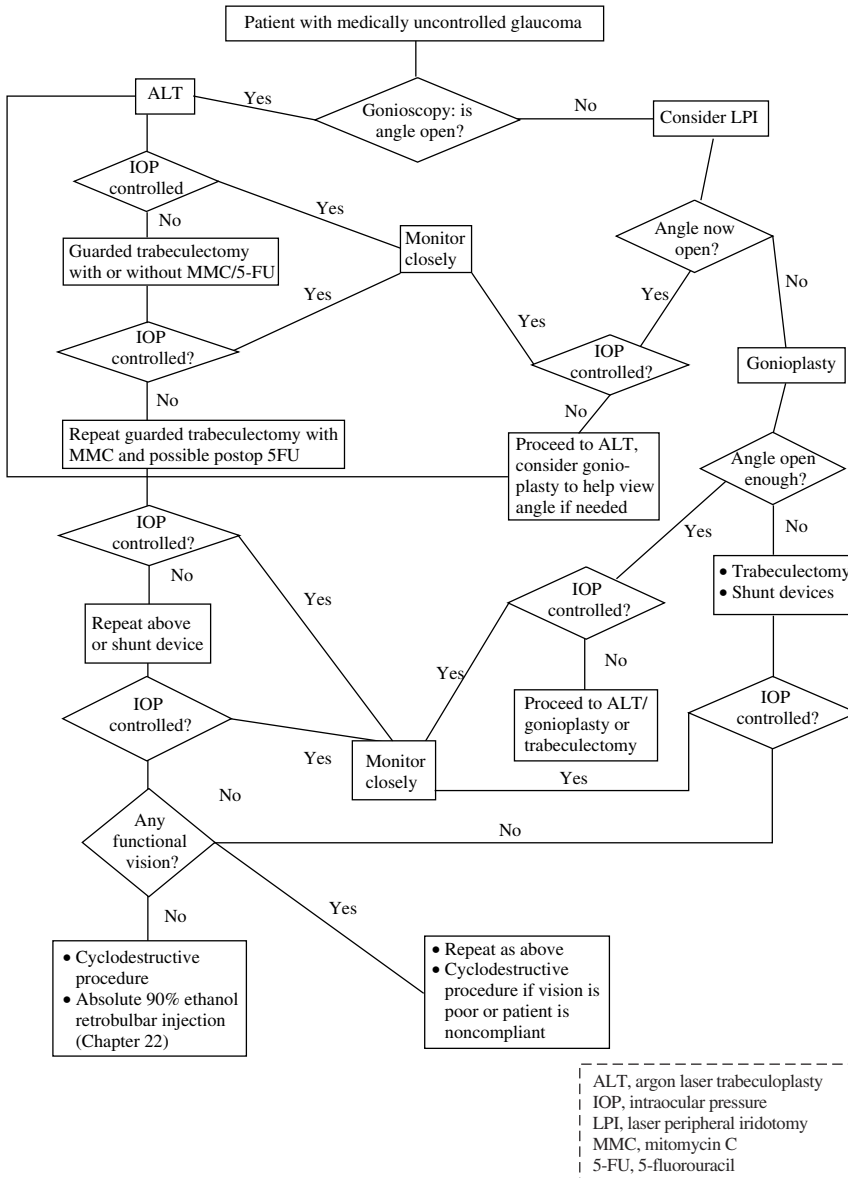 Patient with medically uncontrolled glaucoma
ALT
Yes
Gonioscopy: is
angle open?
No
Consider LPI
IOP
controlled
Yes
No
Guarded trabeculectomy
with or without MMC/5-FU
Monitor
closely
Angle now
open?
Yes
No
Yes
Yes
IOP
controlled?
IOP
controlled?
Gonioplasty
No
No
Repeat guarded trabeculectomy with
MMC and possible postop 5FU
Proceed to ALT,
consider gonio-
plasty to help view
angle if needed
Angle open
enough?
IOP
controlled?
Yes
No
No
Yes
IOP
controlled?
• Trabeculectomy
• Shunt devices
Repeat above
or shunt device
No
Yes
IOP
controlled?
Proceed to ALT/
gonioplasty or
trabeculectomy
IOP
controlled?
Yes
Monitor
closely
Yes
No
Any
functional
vision?
No
No
Yes
• Cyclodestructive
procedure
• Absolute 90% ethanol
retrobulbar injection
(Chapter 22)
• Repeat as above
• Cyclodestructive
procedure if vision is
poor or patient is
noncompliant
ALT, argon laser trabeculoplasty
IOP, intraocular pressure
LPI, laser peripheral iridotomy
MMC, mitomycin C
5-FU, 5-fluorouracil